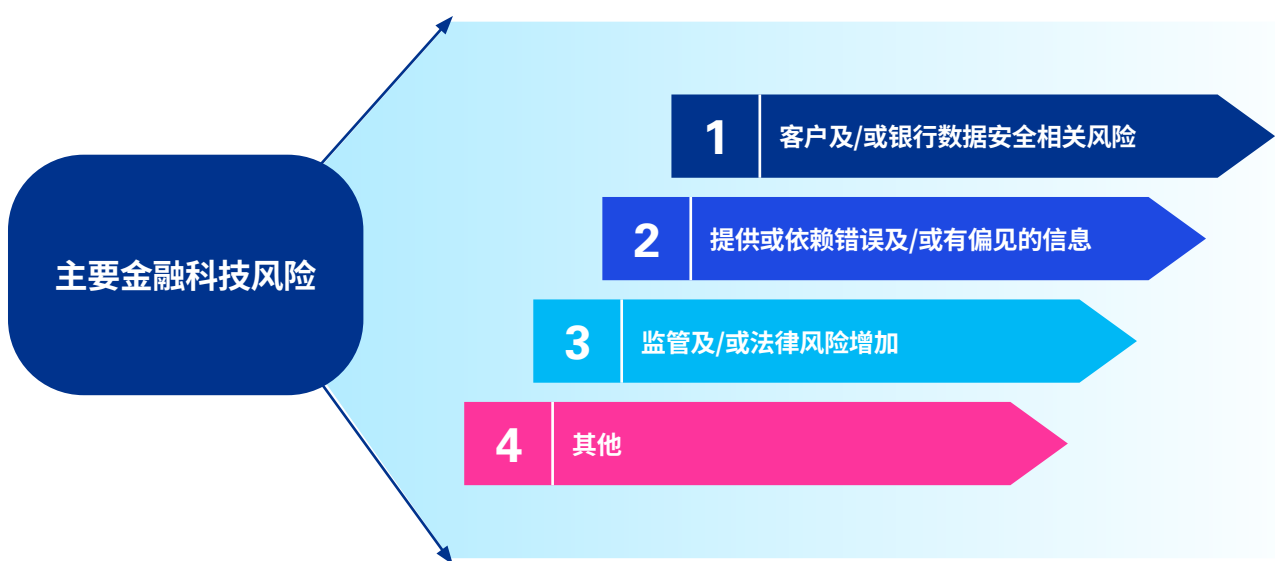 主要金融科技风险
1
客户及/或银行数据安全相关风险
2
提供或依赖错误及/或有偏见的信息
3
监管及/或法律风险增加
4
其他